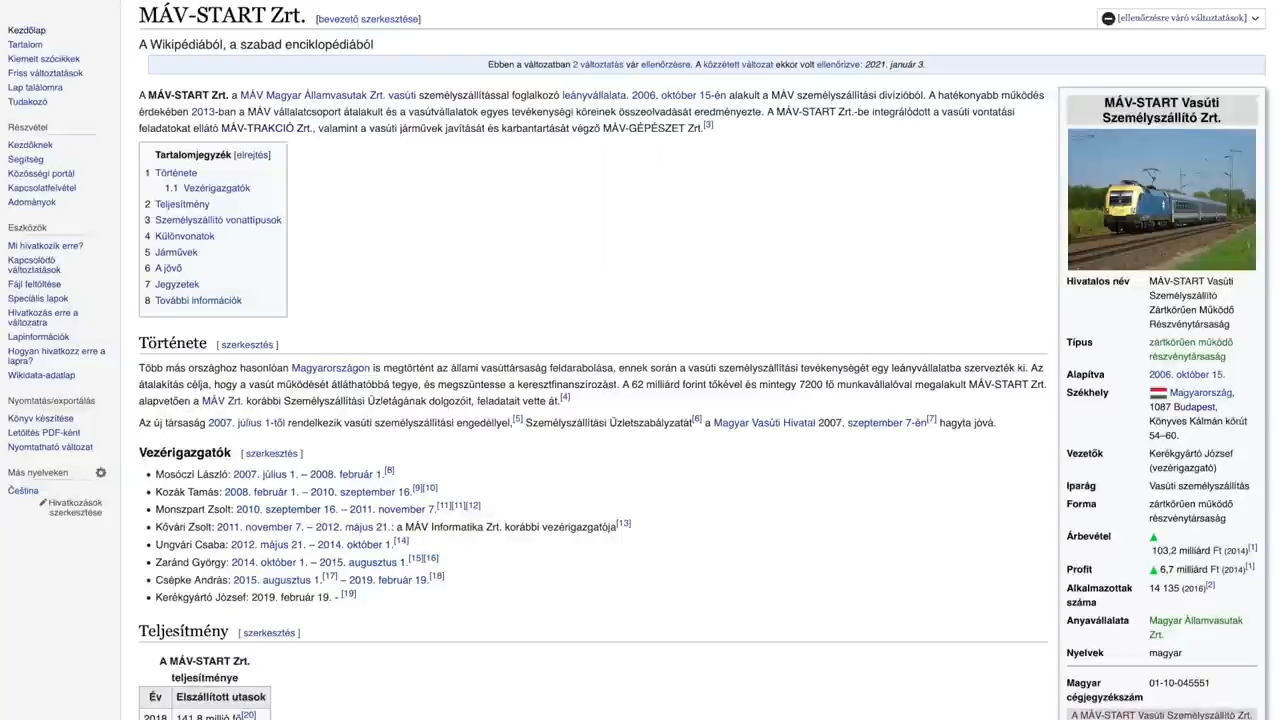 MÁV-START Zrt. [bevezető szerkesztése]
[ellenőrzésre váró változtatások]
A Wikipédiából, a szabad enciklopédiából
Ebben a változatban 2 változtatás vár ellenőrzésre. A közzétett változat ekkor volt ellenőrizve: 2021. január 3.
Kezdőlap
Tartalom
Kiemelt szócikkek
Friss változtatások
Lap találomra
Tudakozó
Részvétel
Kezdőknek
Segítség
Közösségi portál
Kapcsolatfelvétel
Adományok
Eszközök
Mi hivatkozik erre?
Kapcsolódó
változtatások
Fájl feltöltése
Speciális lapok
Hivatkozás erre a
változatra
Lapinformációk
Hogyan hivatkozz erre a
lapra?
Wikidata-adatlap
Nyomtatás/exportálás
Könyv készítése
Letöltés PDF-ként
Nyomtatható változat
Más nyelveken
Čeština
Hivatkozások
szerkesztése
A MÁV-START Zrt. a MÁV Magyar Államvasutak Zrt. vasúti személyszállítással foglalkozó leányvállalata. 2006. október 15-én alakult a MÁV személyszállítási divízióból. A hatékonyabb működés
érdekében 2013-ban a MÁV vállalatcsoport átalakult és a vasútvállalatok egyes tevékenységi köreinek összeolvadását eredményezte. A MÁV-START Zrt.-be integrálódott a vasúti vontatási
feladatokat ellátó MÁV-TRAKCIÓ Zrt., valamint a vasúti járművek javítását és karbantartását végző MÁV-GÉPÉSZET Zrt.[3]
Tartalomjegyzék [elrejtés]
1 Története
1.1 Vezérigazgatók
2 Teljesítmény
3 Személyszállító vonattípusok
4 Különvonatok
5 Járművek
6 A jövő
7 Jegyzetek
8 További információk
Története [ szerkesztés ]
Több más országhoz hasonlóan Magyarországon is megtörtént az állami vasúttársaság feldarabolása, ennek során a vasúti személyszállítási tevékenységét egy leányvállalatba szervezték ki. Az
átalakítás célja, hogy a vasút működését átláthatóbbá tegye, és megszüntesse a keresztfinanszírozást. A 62 milliárd forint tőkével és mintegy 7200 fő munkavállalóval megalakult MÁV-START Zrt.
alapvetően a MÁV Zrt. korábbi Személyszállítási Üzletágának dolgozóit, feladatait vette át.[4]
Az új társaság 2007. július 1-től rendelkezik vasúti személyszállítási engedéllyel,[5] Személyszállítási Üzletszabályzatát[6] a Magyar Vasúti Hivatal 2007. szeptember 7-én[7] hagyta jóvá.
Vezérigazgatók [ szerkesztés ]
• Mosóczi László: 2007. július 1. – 2008. február 1.[8]
• Kozák Tamás: 2008. február 1. – 2010. szeptember 16.[9][10]
• Monszpart Zsolt: 2010. szeptember 16. – 2011. november 7.[11][11][12]
• Kővári Zsolt: 2011. november 7. – 2012. május 21.: a MÁV Informatika Zrt. korábbi vezérigazgatója[13]
• Ungvári Csaba: 2012. május 21. – 2014. október 1.[14]
• Zaránd György: 2014. október 1. – 2015. augusztus 1.[15][16]
• Csépke András: 2015. augusztus 1.[17] – 2019. február 19.[18]
• Kerékgyártó József: 2019. február 19. - [19]
Teljesítmény [ szerkesztés ]
A MÁV-START Zrt.
teljesítménye
Év Elszállított utasok
2018 141,8 millió fő[20]
MÁV-START Vasúti
Személyszállító Zrt.
Hivatalos név MÁV-START Vasúti
Személyszállító
Zártkörűen Működő
Részvénytársaság
Típus zártkörűen működő
részvénytársaság
Alapítva 2006. október 15.
Székhely Magyarország,
1087 Budapest,
Könyves Kálmán körút
54–60.
Vezetők Kerékgyártó József
(vezérigazgató)
Iparág Vasúti személyszállítás
Forma zártkörűen működő
részvénytársaság
Árbevétel ▲
103,2 milliárd Ft (2014)[1]
Profit ▲ 6,7 milliárd Ft (2014)[1]
Alkalmazottak 14 135 (2016)[2]
száma
Anyavállalata Magyar Államvasutak
Zrt.
Nyelvek magyar
Magyar 01-10-045551
cégjegyzékszám
A MÁV-START Vasúti Személyszállító Zrt.